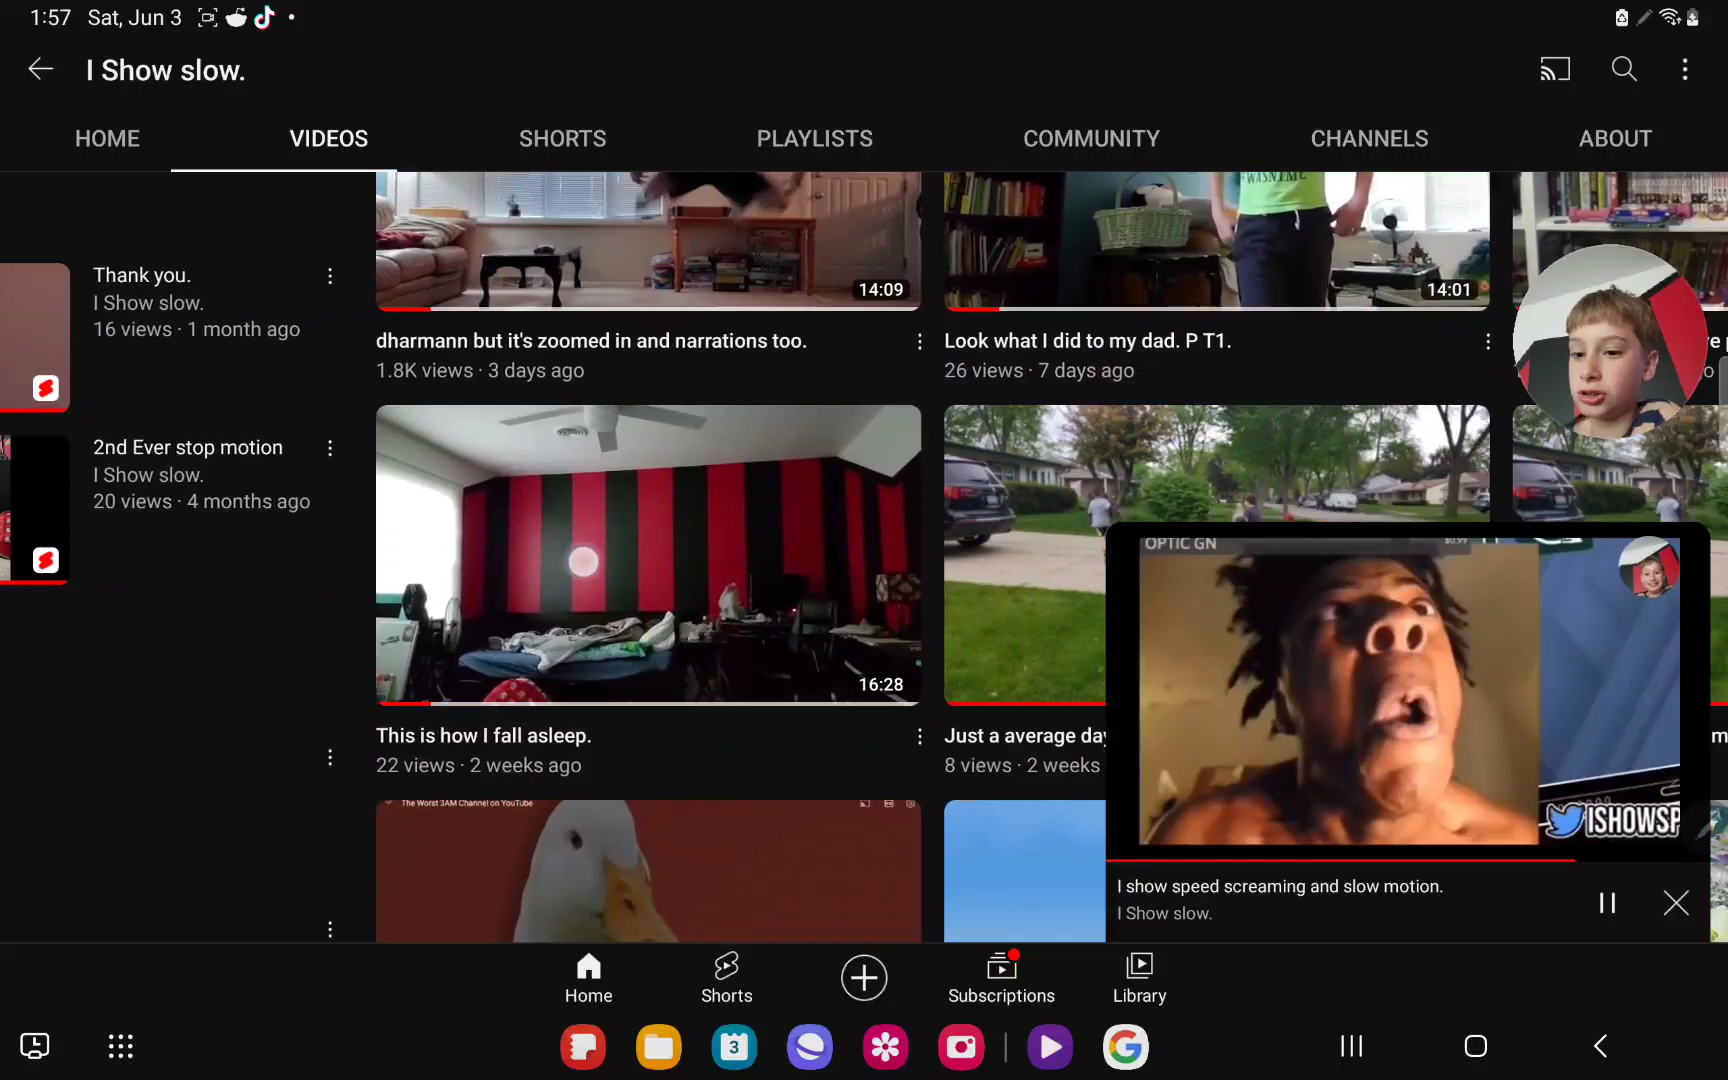 1:57 Sat, Jun 3
I Show slow.
HOME VIDEOS SHORTS PLAYLISTS COMMUNITY CHANNELS ABOUT
Thank you.
I Show slow.
16 views · 1 month ago
2nd Ever stop motion
I Show slow.
20 views · 4 months ago
14:09
dharmann but it's zoomed in and narrations too.
1.8K views · 3 days ago
#WASNTME
14:01
Look what I did to my dad. P T1.
26 views · 7 days ago
16:28
This is how I fall asleep.
22 views · 2 weeks ago
Just a average day
8 views · 2 weeks
The Worst 3AM Channel on YouTube
OPTIC GN
$0.99
ISHOWSP
I show speed screaming and slow motion.
I Show slow.
Home Shorts Subscriptions Library
3